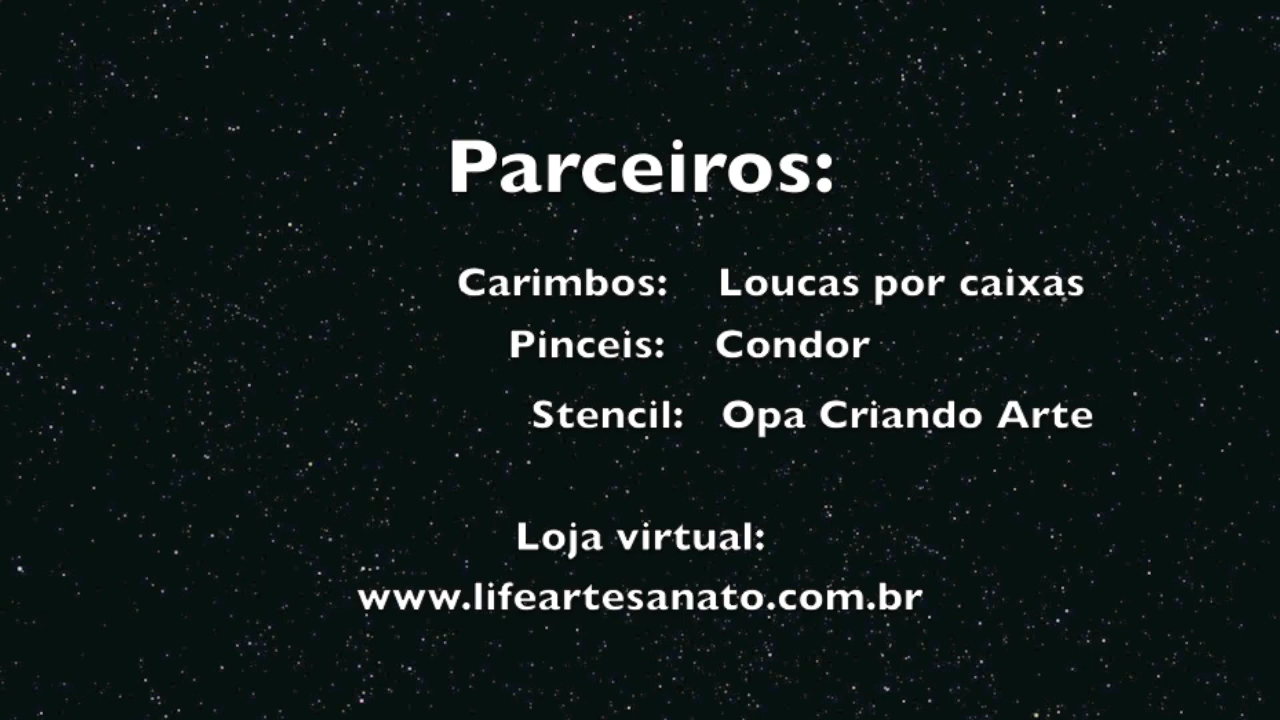 Parceiros:
Carimbos: Loucas por caixas
Pinceis: Condor
Stencil: Opa Criando Arte
Loja virtual:
www.lifeartesanato.com.br